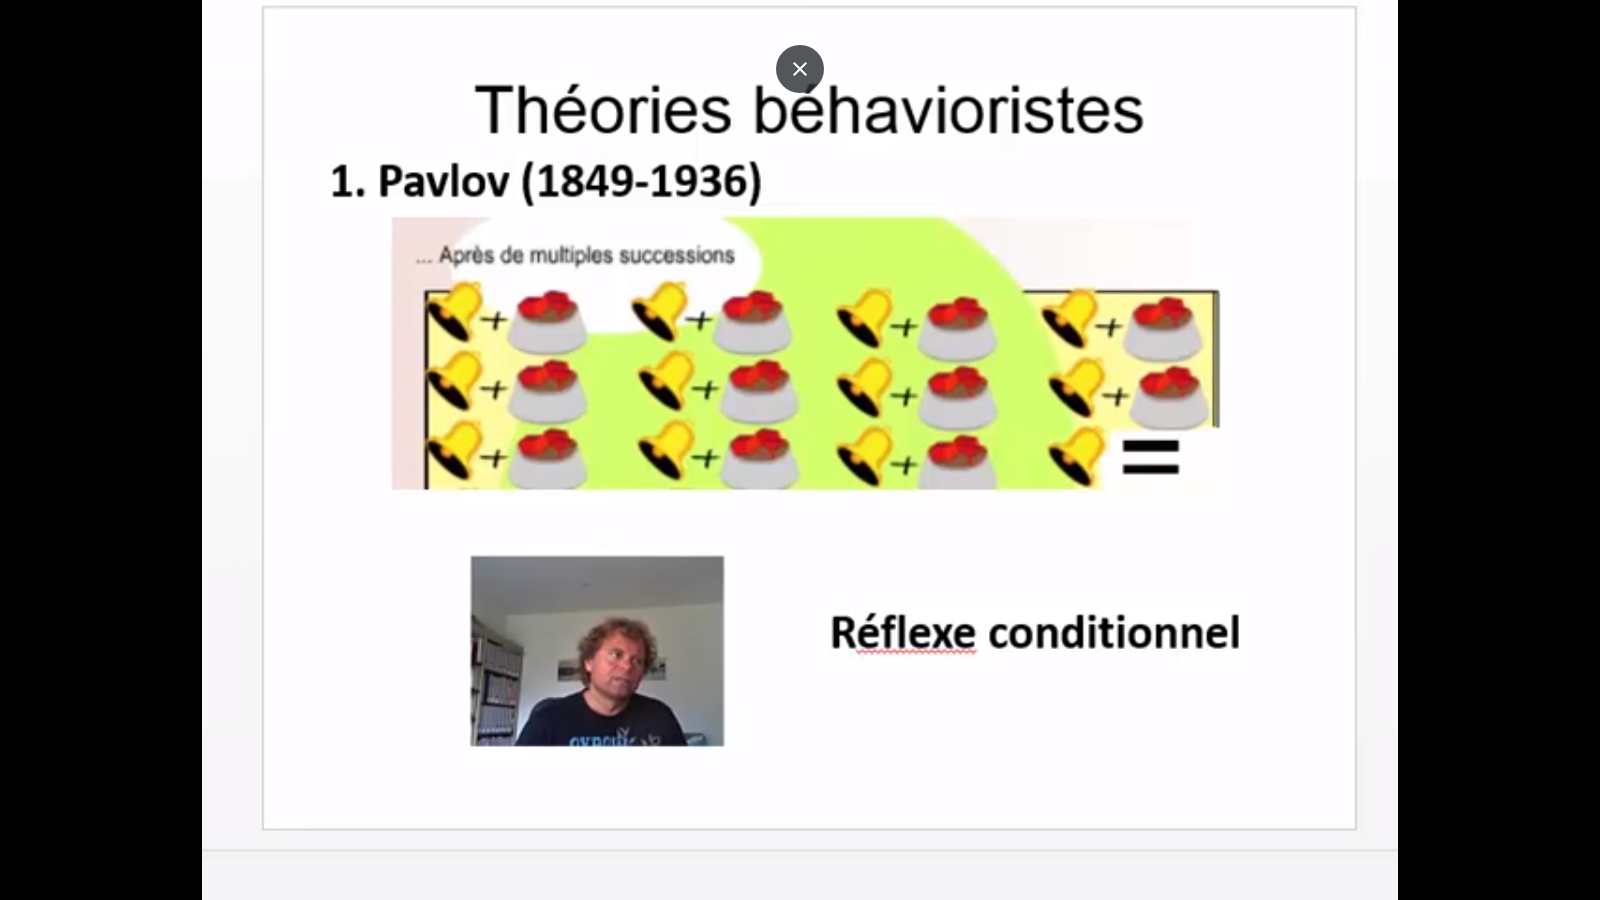 Théories béhavioristes
1. Pavlov (1849-1936)
... Après de multiples successions
+ + + +
+ + + +
+ + + =
Réflexe conditionnel